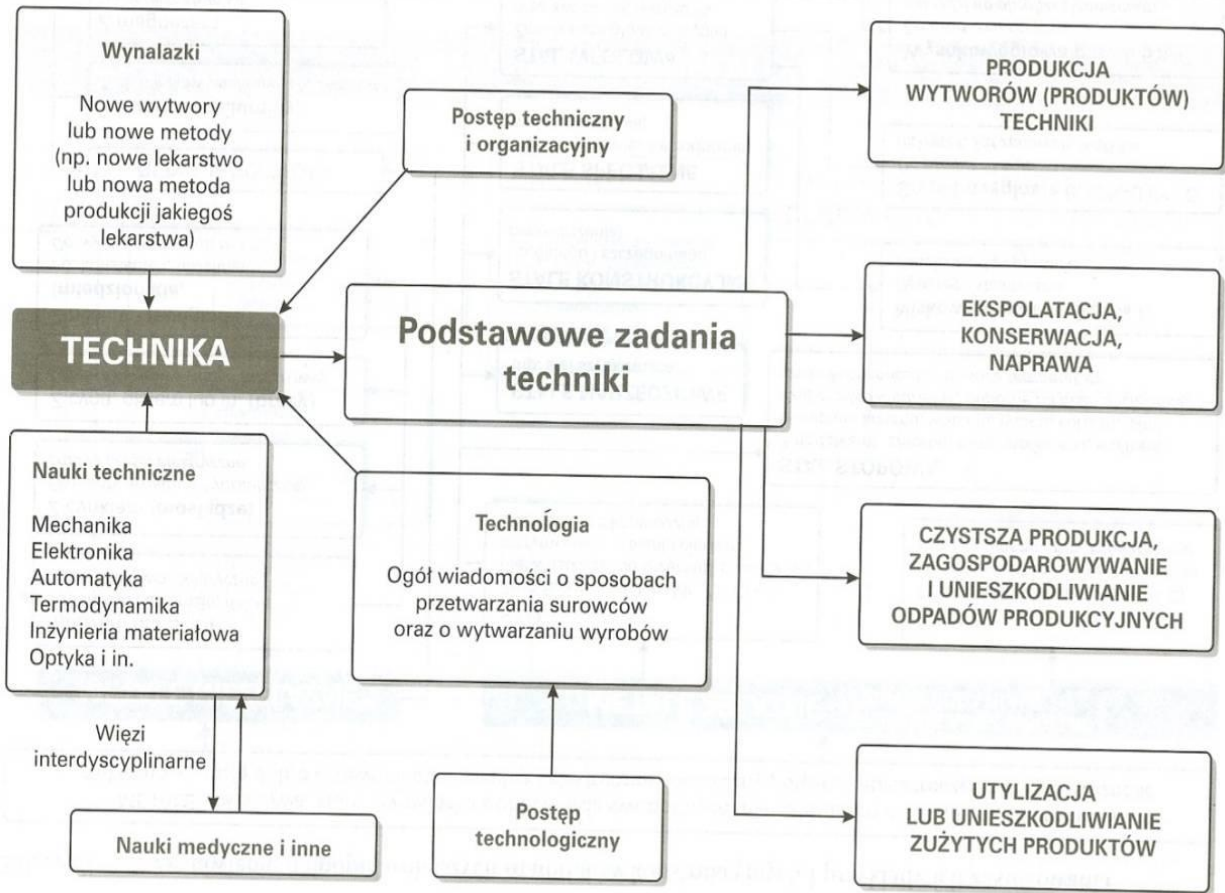 Wynalazki
Nowe wytwory
lub nowe metody
(np. nowe lekarstwo
lub nowa metoda
produkcji jakiegoś
lekarstwa)
Postęp techniczny
i organizacyjny
PRODUKCJA
WYTWORÓW (PRODUKTÓW)
TECHNIKI
TECHNIKA
Podstawowe zadania
techniki
EKSPOLATACJA,
KONSERWACJA,
NAPRAWA
Nauki techniczne
Mechanika
Elektronika
Automatyka
Termodynamika
Inżynieria materiałowa
Optyka i in.
Technologia
Ogół wiadomości o sposobach
przetwarzania surowców
oraz o wytwarzaniu wyrobów
CZYSTSZA PRODUKCJA,
ZAGOSPODAROWYWANIE
I UNIESZKODLIWIANIE
ODPADÓW PRODUKCYJNYCH
Więzi
interdyscyplinarne
Nauki medyczne i inne
Postęp
technologiczny
UTYLIZACJA
LUB UNIESZKODLIWIANIE
ZUŻYTYCH PRODUKTÓW